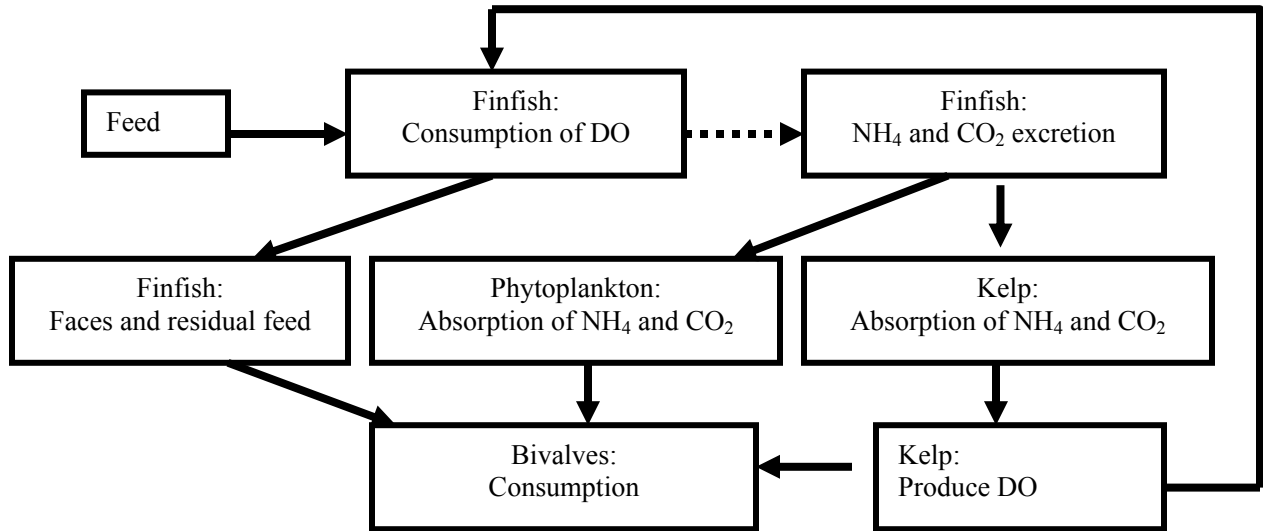 Feed
Finfish:
Consumption of DO
Finfish:
NH₄ and CO₂ excretion
Finfish:
Faces and residual feed
Phytoplankton:
Absorption of NH₄ and CO₂
Kelp:
Absorption of NH₄ and CO₂
Bivalves:
Consumption
Kelp:
Produce DO